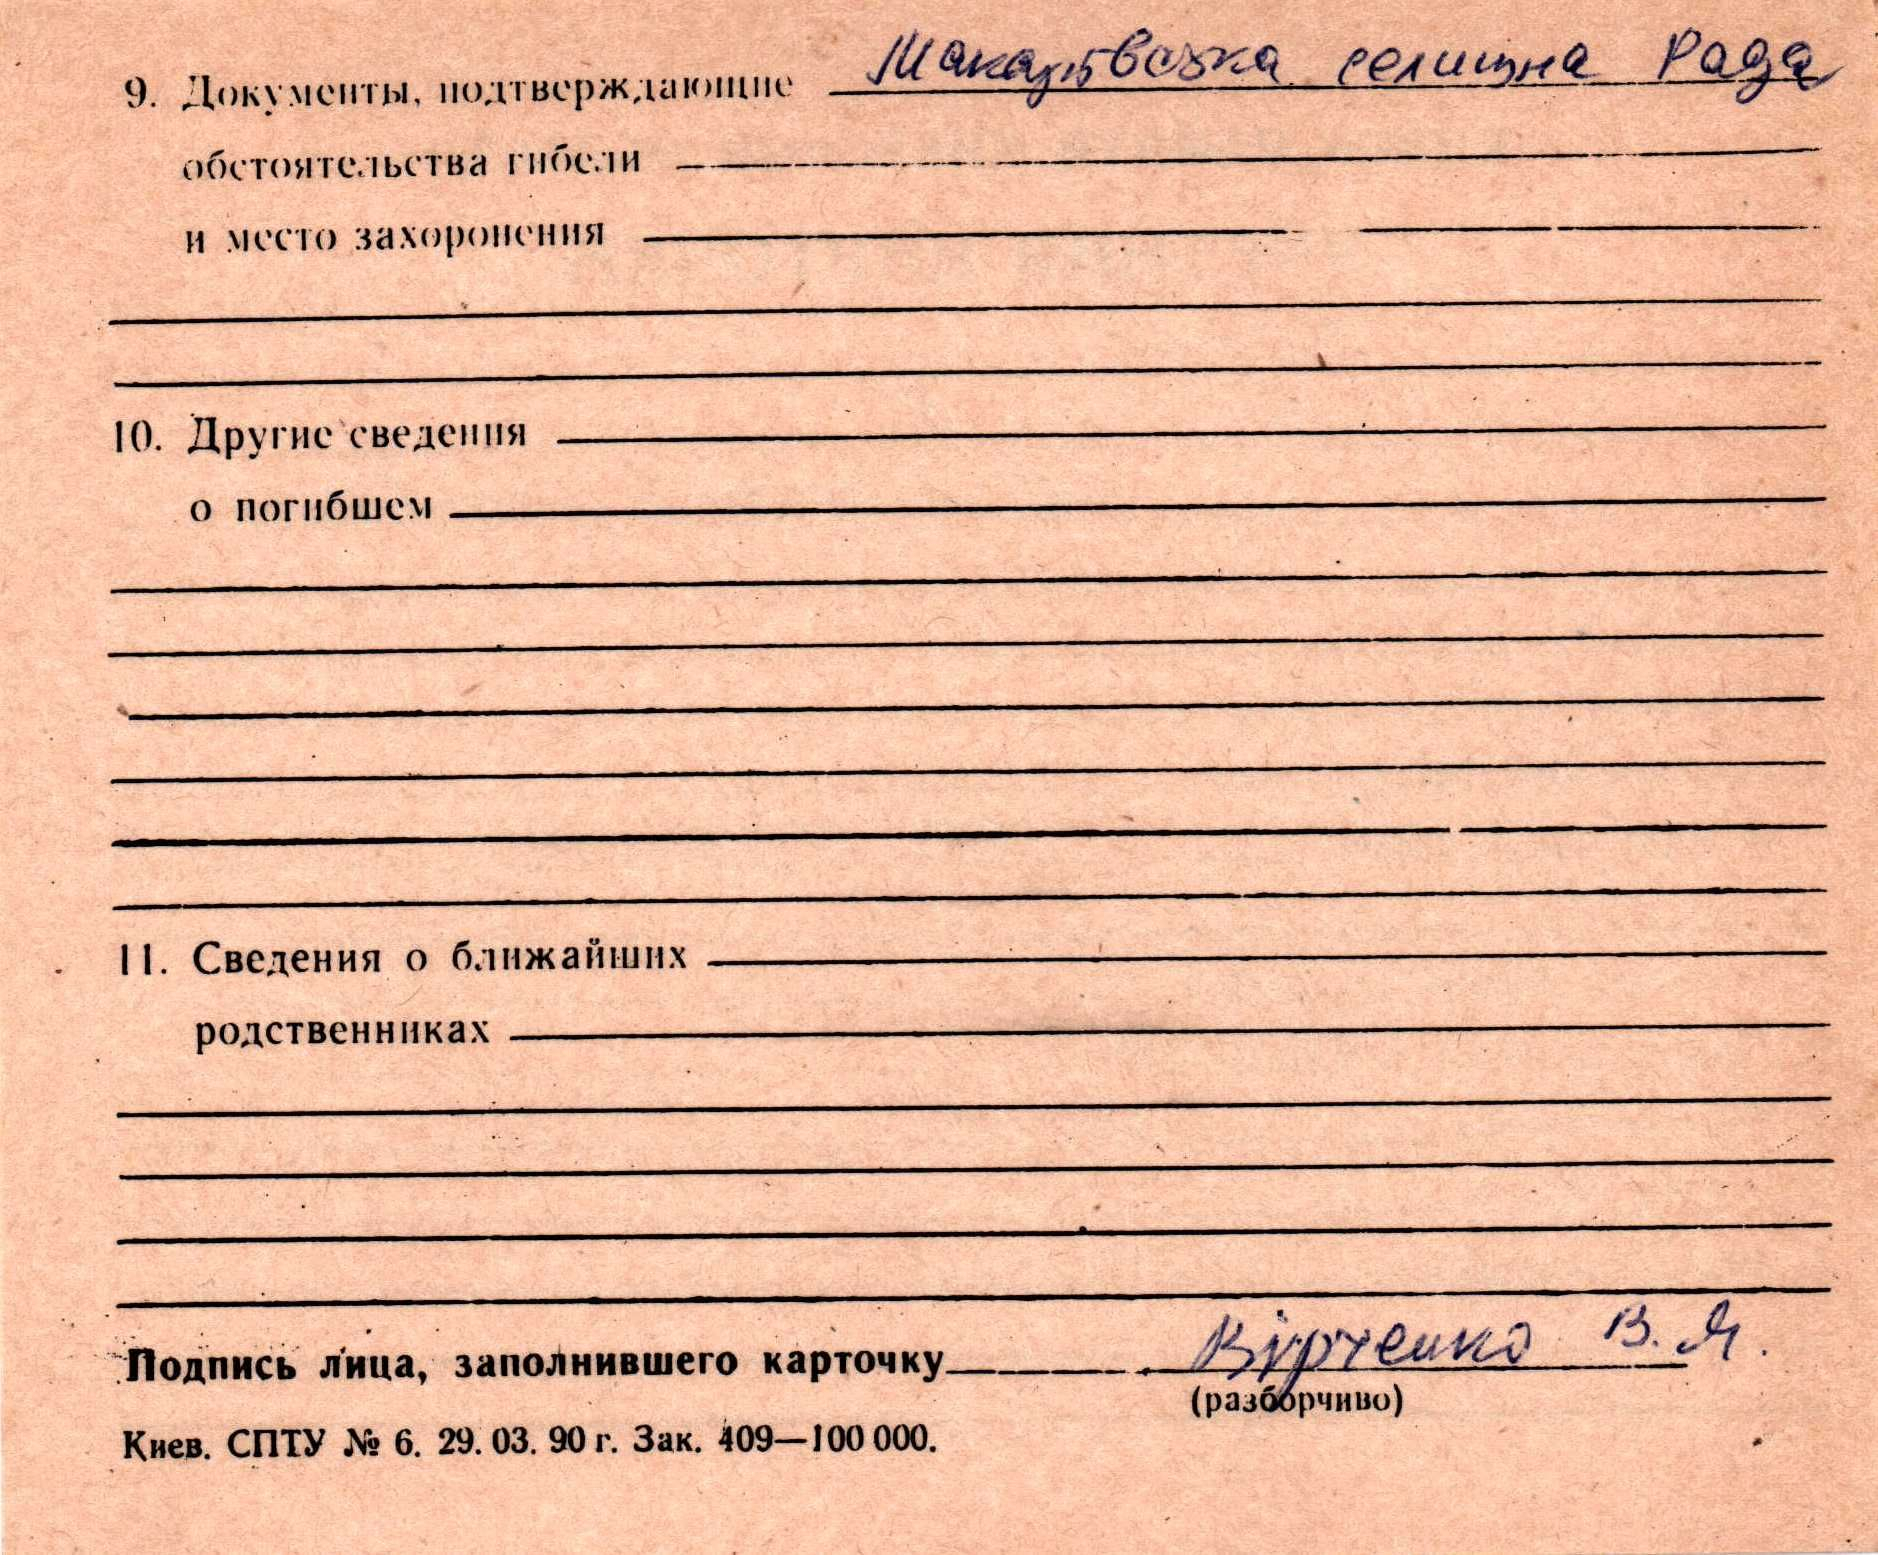 9. Документы, подтверждающие Макарівська селищна Рада
обстоятельства гибели
и место захоронения
10. Другие сведения
о погибшем
11. Сведения о ближайших
родственниках
Подпись лица, заполнившего карточку В. Я.
(разборчиво)
Киев. СПТУ № 6. 29. 03. 90 г. Зак. 409—100 000.